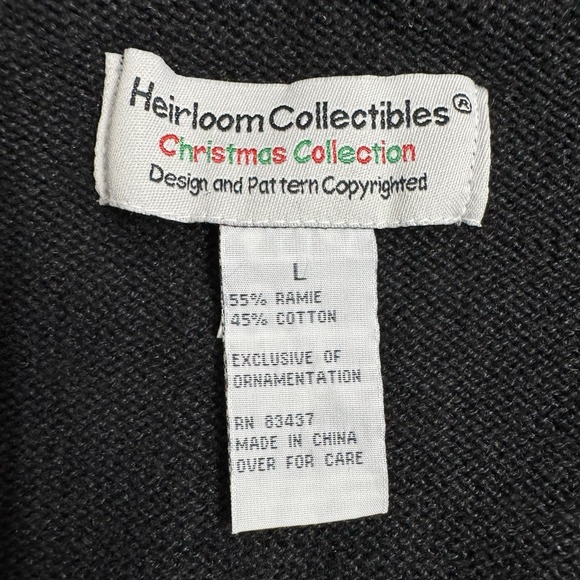 Heirloom Collectibles®
Christmas Collection
Design and Pattern Copyrighted
L
55% RAMIE
45% COTTON
EXCLUSIVE OF
ORNAMENTATION
RN 83437
MADE IN CHINA
OVER FOR CARE